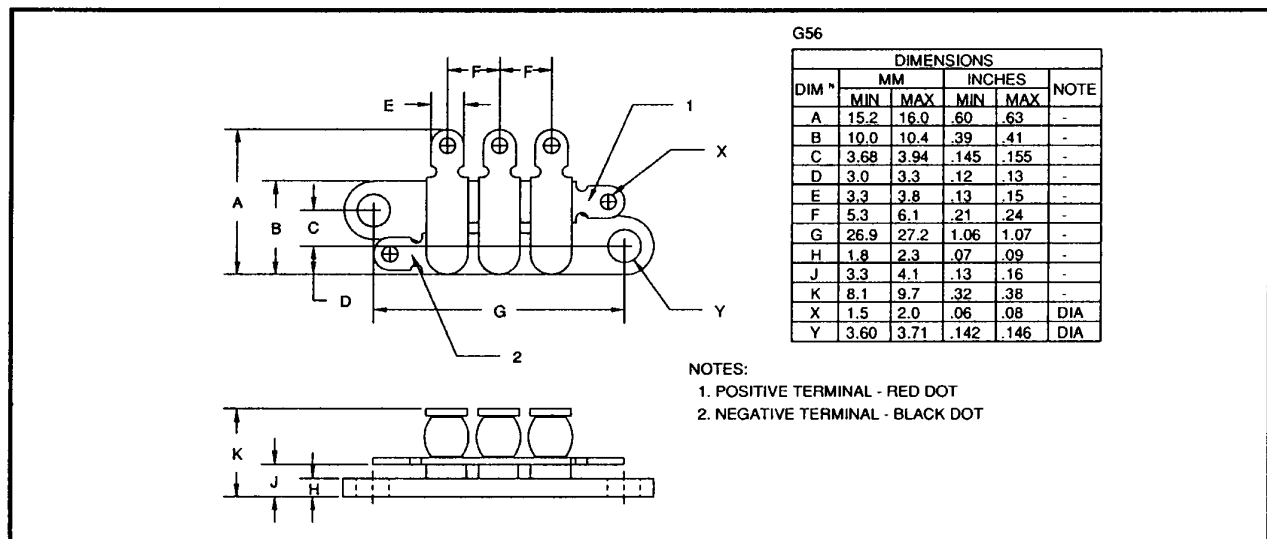 F F
E
1
X
A
B
C
D
G
Y
2
K
J
H
G56
DIMENSIONS
DIM " MM INCHES NOTE
MIN MAX MIN MAX
A 15.2 16.0 .60 .63 -
B 10.0 10.4 .39 .41 -
C 3.68 3.94 .145 .155 -
D 3.0 3.3 .12 .13 -
E 3.3 3.8 .13 .15 -
F 5.3 6.1 .21 .24 -
G 26.9 27.2 1.06 1.07 -
H 1.8 2.3 .07 .09 -
J 3.3 4.1 .13 .16 -
K 8.1 9.7 .32 .38 -
X 1.5 2.0 .06 .08 DIA
Y 3.60 3.71 .142 .146 DIA
NOTES:
1. POSITIVE TERMINAL - RED DOT
2. NEGATIVE TERMINAL - BLACK DOT